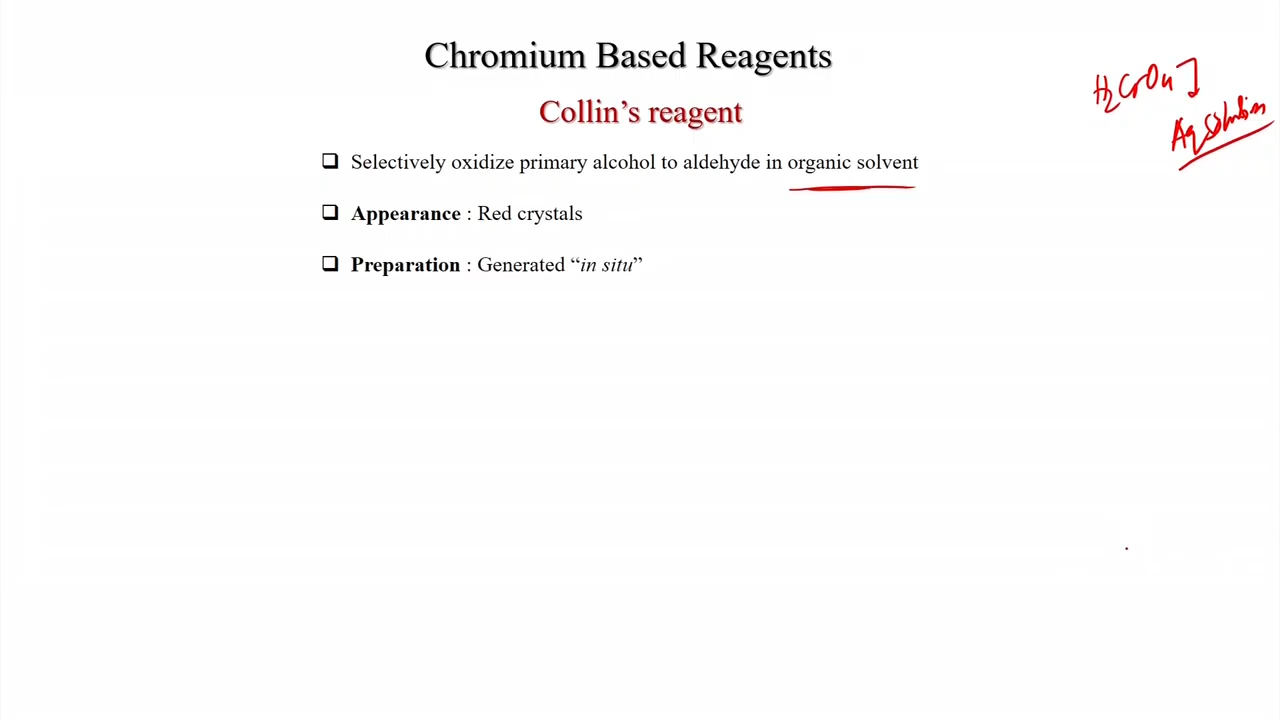 Chromium Based Reagents
Collin's reagent
H2CrO4]
Aq solution
❑ Selectively oxidize primary alcohol to aldehyde in organic solvent
❑ Appearance : Red crystals
❑ Preparation : Generated “in situ”